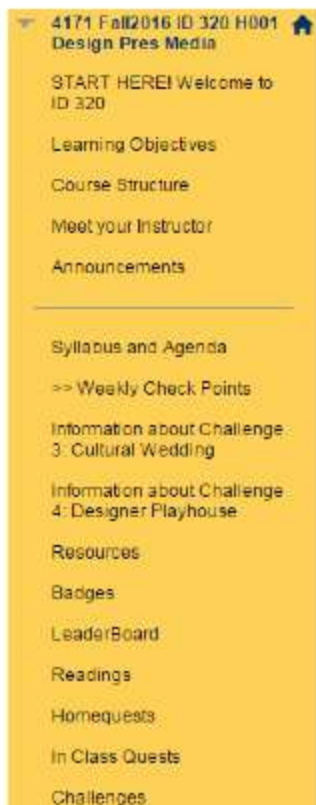 4171 Fall2016 ID 320 H001
Design Pres Media
START HERE! Welcome to
ID 320
Learning Objectives
Course Structure
Meet your Instructor
Announcements
Syllabus and Agenda
>> Weekly Check Points
Information about Challenge
3: Cultural Wedding
Information about Challenge
4: Designer Playhouse
Resources
Badges
LeaderBoard
Readings
Homequests
In Class Quests
Challenges